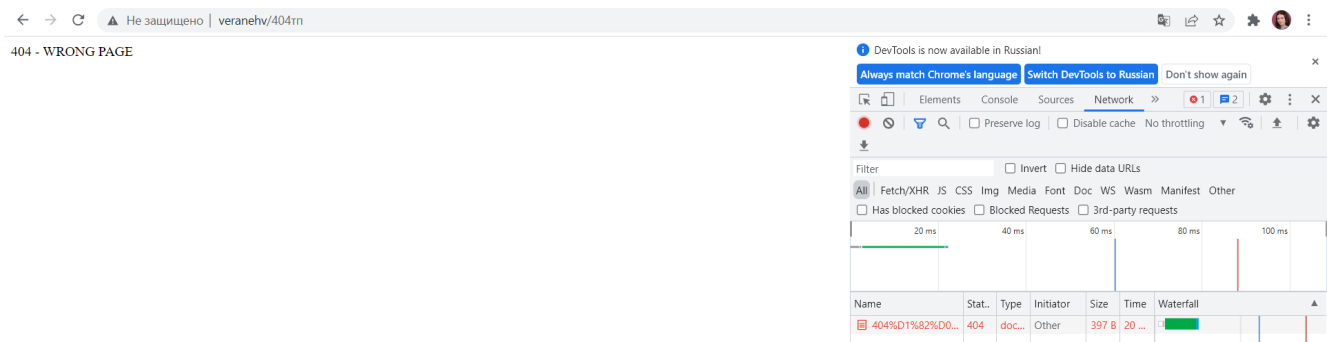 Не защищено | veranehv/404тп
404 - WRONG PAGE
DevTools is now available in Russian!
Always match Chrome's language Switch DevTools to Russian Don't show again
Elements Console Sources Network 1 2
Preserve log Disable cache No throttling
Filter Invert Hide data URLs
All Fetch/XHR JS CSS Img Media Font Doc WS Wasm Manifest Other
Has blocked cookies Blocked Requests 3rd-party requests
20 ms 40 ms 60 ms 80 ms 100 ms
Name Stat.. Type Initiator Size Time Waterfall
404%D1%82%D0... 404 doc... Other 397 B 20 ...